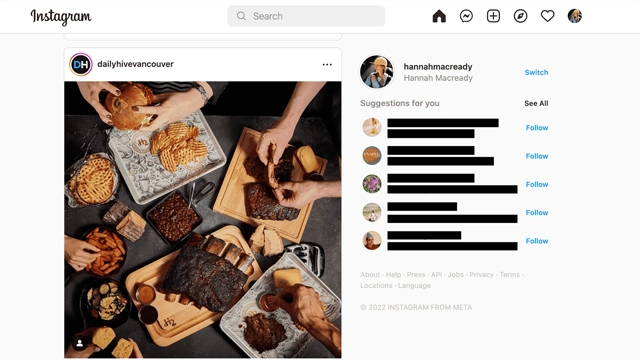 Instagram
Search
DH dailyhivevancouver
hannahmacready
Hannah Macready
Switch
Suggestions for you
See All
Follow
Follow
Follow
Follow
Follow
About · Help · Press · API · Jobs · Privacy · Terms ·
Locations · Language
© 2022 INSTAGRAM FROM META